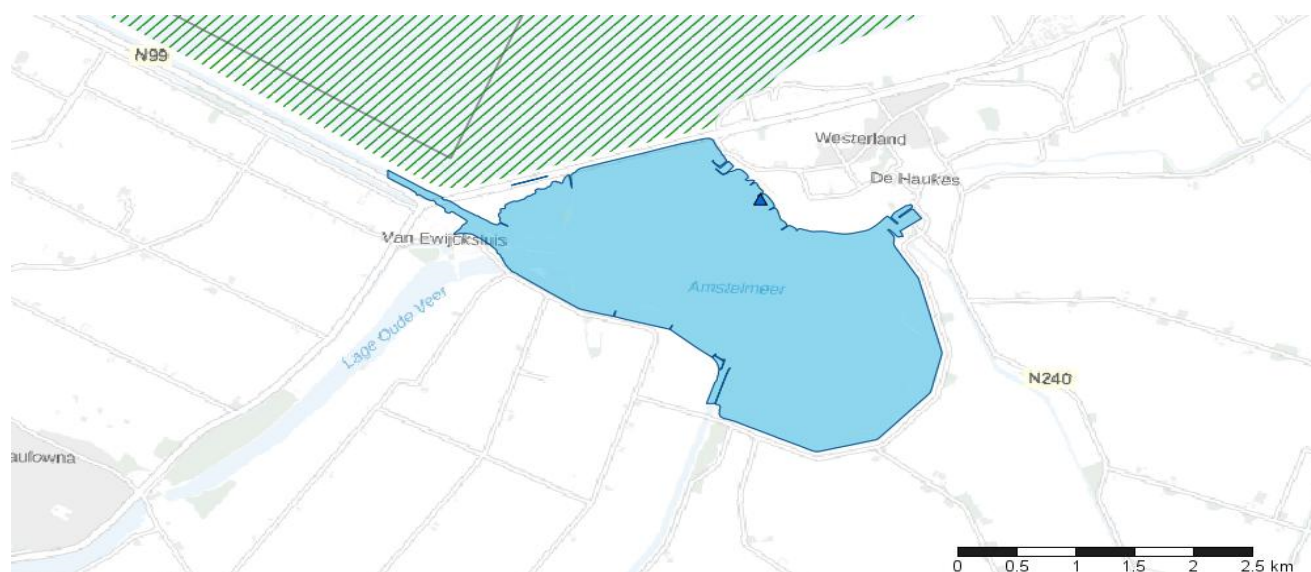 N99
Westerland
De Haukes
Van Ewijcksluis
Amstelmeer
Lage Oude Veer
N240
aulowna
0 0.5 1 1.5 2 2.5 km